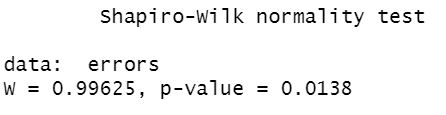 Shapiro-Wilk normality test
data: errors
W = 0.99625, p-value = 0.0138